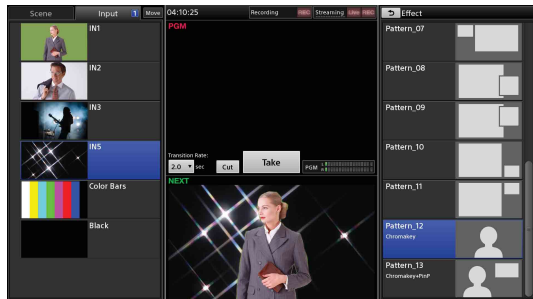 Scene
Input 1
Move
04:10:25
Recording REC
Streaming Live REC
Effect
IN1
IN2
IN3
IN5
Color Bars
Black
PGM
Transition Rate:
2.0 ▼ sec
Cut
Take
PGM L R
NEXT
Pattern_07
Pattern_08
Pattern_09
Pattern_10
Pattern_11
Pattern_12
Chromakey
Pattern_13
Chromakey+PinP